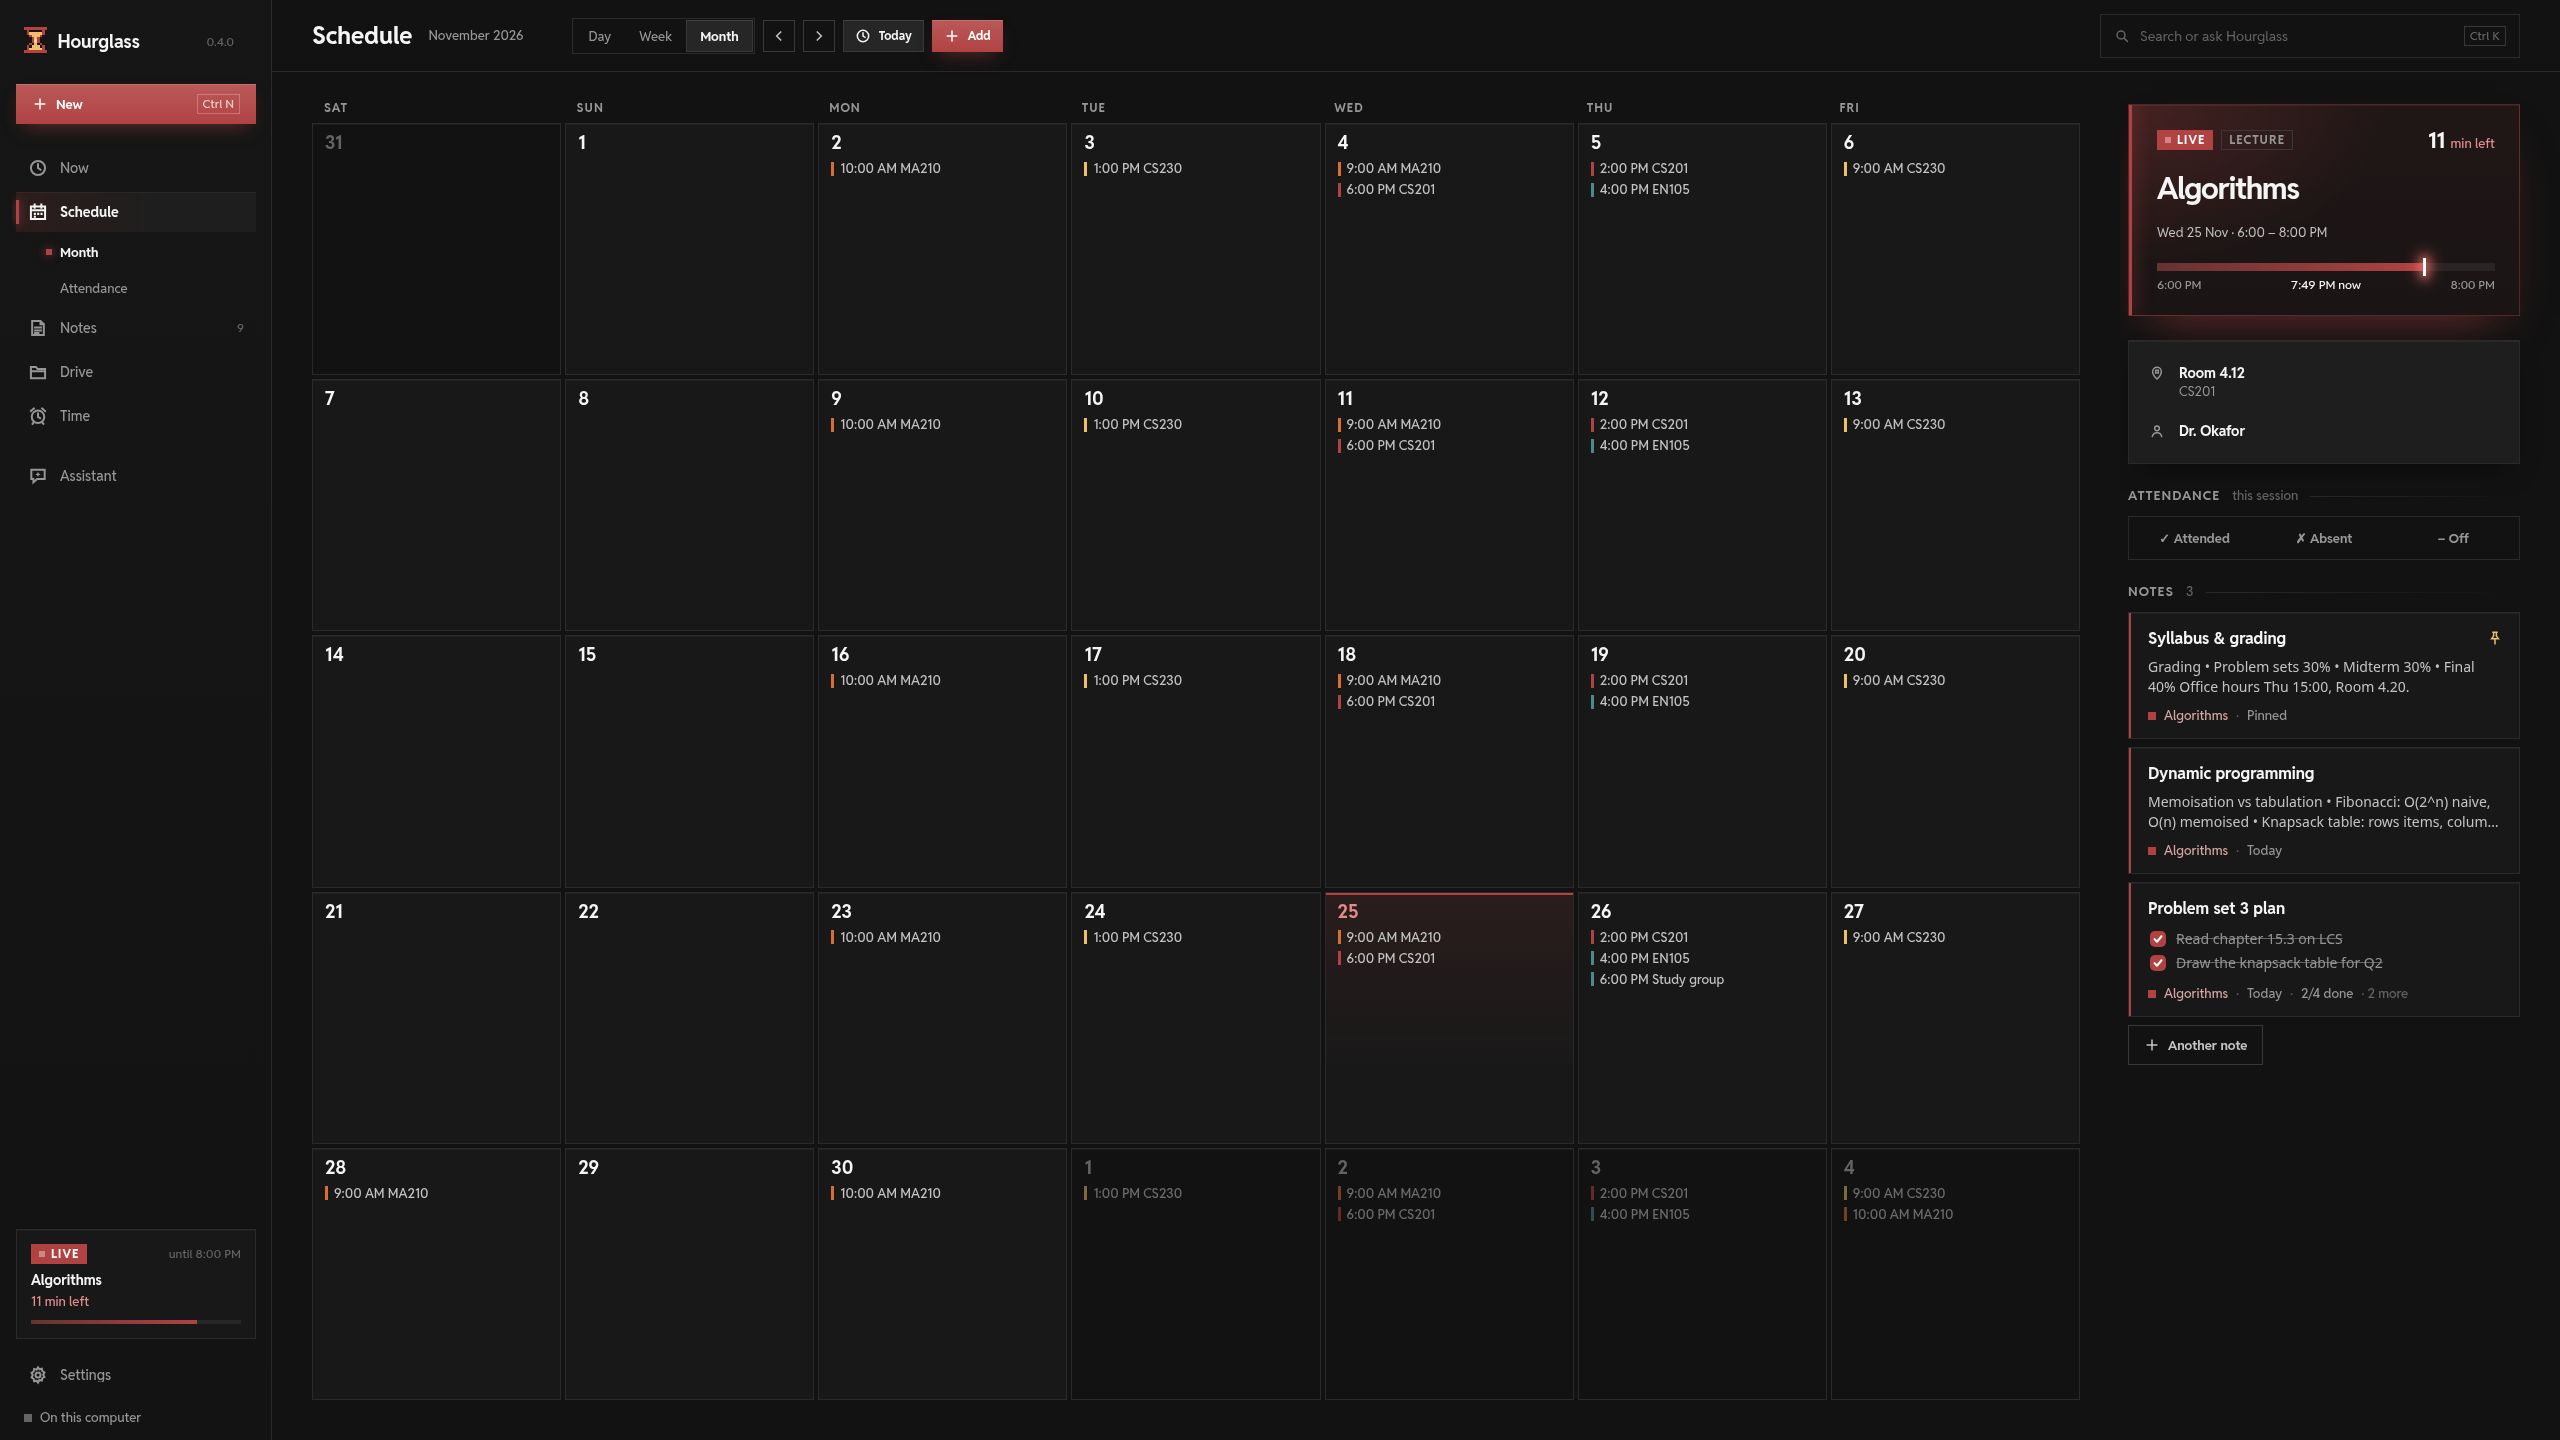 Hourglass
0.4.0
New
Ctrl N
Now
Schedule
Month
Attendance
Notes
9
Drive
Time
Assistant
LIVE
until 8:00 PM
Algorithms
11 min left
Settings
On this computer
Schedule
November 2026
Day
Week
Month
Today
Add
Search or ask Hourglass
Ctrl K
SAT
SUN
MON
TUE
WED
THU
FRI
31
1
2
10:00 AM MA210
3
1:00 PM CS230
4
9:00 AM MA210
6:00 PM CS201
5
2:00 PM CS201
4:00 PM EN105
6
9:00 AM CS230
7
8
9
10:00 AM MA210
10
1:00 PM CS230
11
9:00 AM MA210
6:00 PM CS201
12
2:00 PM CS201
4:00 PM EN105
13
9:00 AM CS230
14
15
16
10:00 AM MA210
17
1:00 PM CS230
18
9:00 AM MA210
6:00 PM CS201
19
2:00 PM CS201
4:00 PM EN105
20
9:00 AM CS230
21
22
23
10:00 AM MA210
24
1:00 PM CS230
25
9:00 AM MA210
6:00 PM CS201
26
2:00 PM CS201
4:00 PM EN105
6:00 PM Study group
27
9:00 AM CS230
28
9:00 AM MA210
29
30
10:00 AM MA210
1
1:00 PM CS230
2
9:00 AM MA210
6:00 PM CS201
3
2:00 PM CS201
4:00 PM EN105
4
9:00 AM CS230
10:00 AM MA210
LIVE
LECTURE
11 min left
Algorithms
Wed 25 Nov · 6:00 – 8:00 PM
6:00 PM
7:49 PM now
8:00 PM
Room 4.12
CS201
Dr. Okafor
ATTENDANCE this session
✓ Attended
✗ Absent
– Off
NOTES 3
Syllabus & grading
Grading • Problem sets 30% • Midterm 30% • Final
40% Office hours Thu 15:00, Room 4.20.
Algorithms · Pinned
Dynamic programming
Memoisation vs tabulation • Fibonacci: O(2^n) naive,
O(n) memoised • Knapsack table: rows items, colum...
Algorithms · Today
Problem set 3 plan
Read chapter 15.3 on LCS
Draw the knapsack table for Q2
Algorithms · Today · 2/4 done · 2 more
Another note